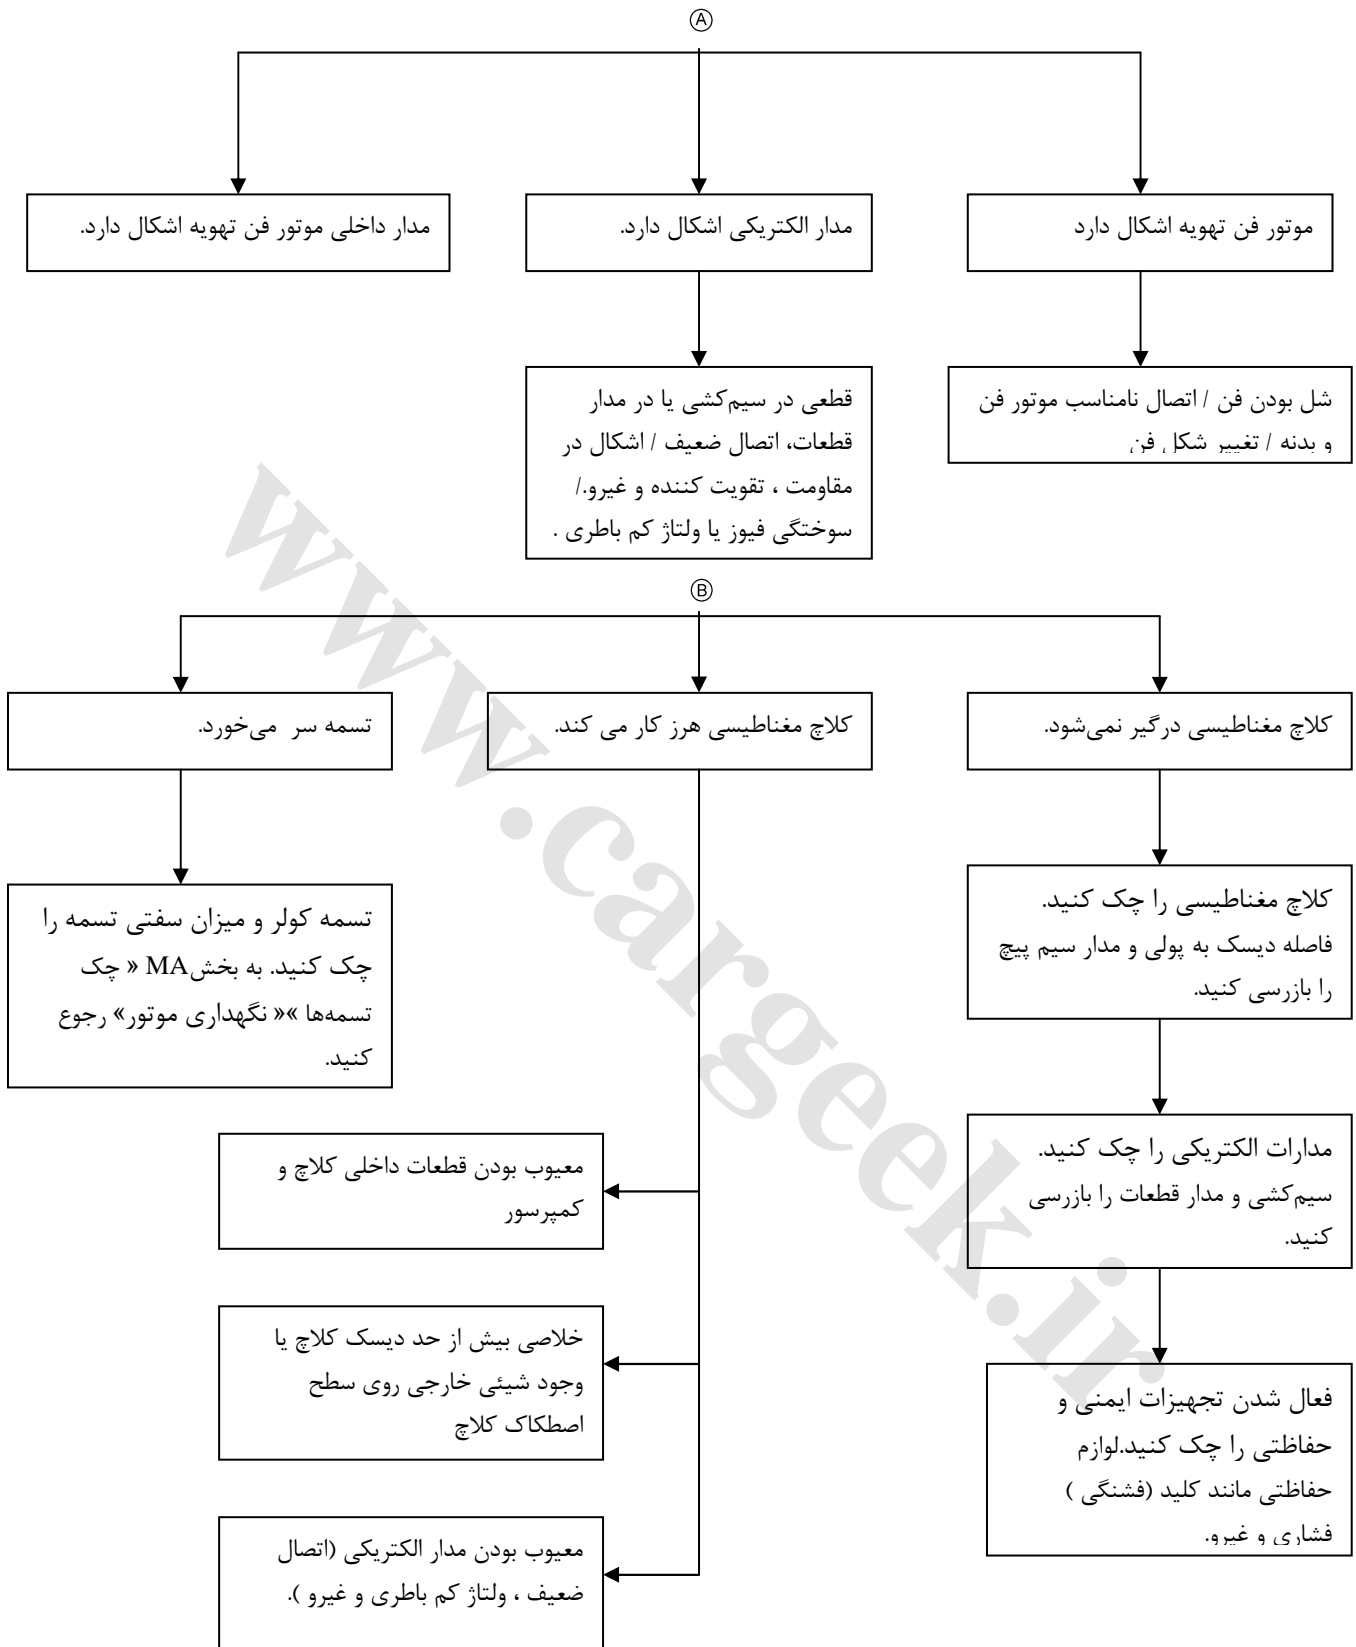 Ⓐ
موتور فن تهویه اشکال دارد
مدار الکتریکی اشکال دارد.
مدار داخلی موتور فن تهویه اشکال دارد.
شل بودن فن / اتصال نامناسب موتور فن
و بدنه / تغییر شکل فن
قطعی در سیم‌کشی یا در مدار
قطعات، اتصال ضعیف / اشکال در
مقاومت ، تقویت کننده و غیرو./
سوختگی فیوز یا ولتاژ کم باطری .
Ⓑ
کلاچ مغناطیسی درگیر نمی‌شود.
کلاچ مغناطیسی هرز کار می کند.
تسمه سر می‌خورد.
کلاچ مغناطیسی را چک کنید.
فاصله دیسک به پولی و مدار سیم پیچ
را بازرسی کنید.
تسمه کولر و میزان سفتی تسمه را
چک کنید. به بخش MA « چک
تسمه‌ها »« نگهداری موتور» رجوع
کنید.
مدارات الکتریکی را چک کنید.
سیم‌کشی و مدار قطعات را بازرسی
کنید.
معیوب بودن قطعات داخلی کلاچ و
کمپرسور
خلاصی بیش از حد دیسک کلاچ یا
وجود شیئی خارجی روی سطح
اصطکاک کلاچ
فعال شدن تجهیزات ایمنی و
حفاظتی را چک کنید.لوازم
حفاظتی مانند کلید (فشنگی )
فشاری و غیرو.
معیوب بودن مدار الکتریکی (اتصال
ضعیف ، ولتاژ کم باطری و غیرو ).
www.cargeek.ir